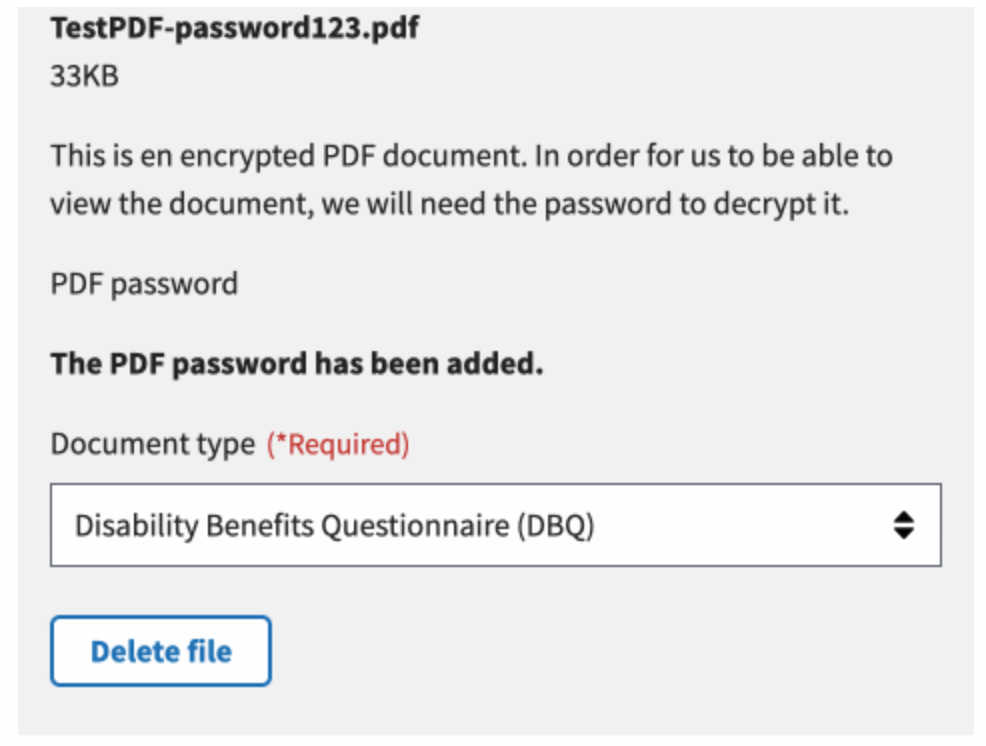 TestPDF-password123.pdf
33KB
This is en encrypted PDF document. In order for us to be able to
view the document, we will need the password to decrypt it.
PDF password
The PDF password has been added.
Document type (*Required)
Disability Benefits Questionnaire (DBQ)
Delete file